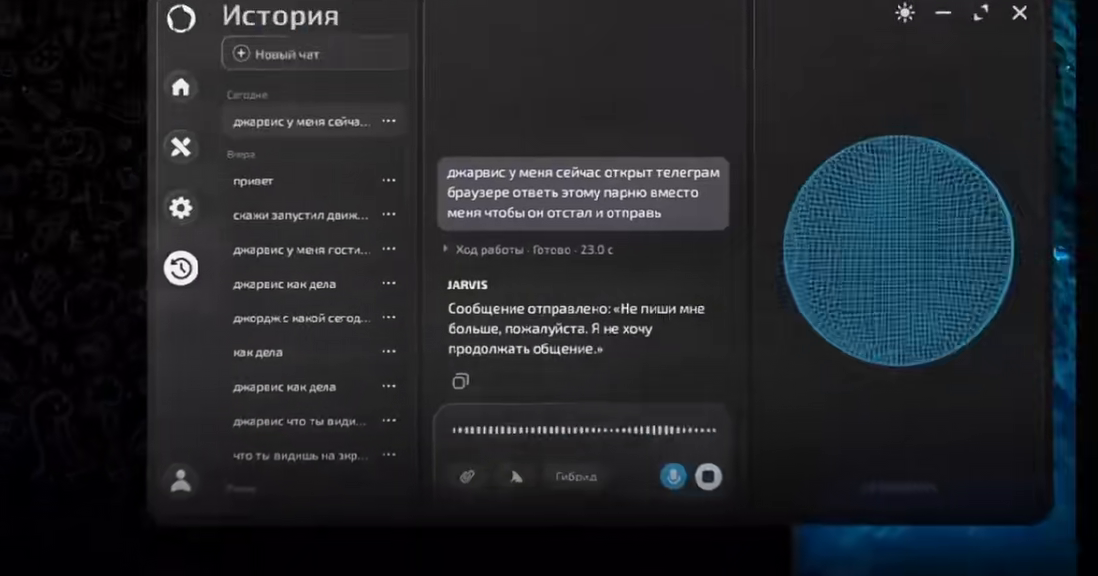 История
Новый чат
Сегодня
джарвис у меня сейча...
Вчера
привет
скажи запустил движ...
джарвис у меня гости...
джарвис как дела
джордж с какой сегод...
как дела
джарвис как дела
джарвис что ты види...
что ты видишь на экр...
джарвис у меня сейчас открыт телеграм
браузере ответь этому парню вместо
меня чтобы он отстал и отправь
Ход работы · Готово · 23.0 с
JARVIS
Сообщение отправлено: «Не пиши мне
больше, пожалуйста. Я не хочу
продолжать общение.»
Гибрид